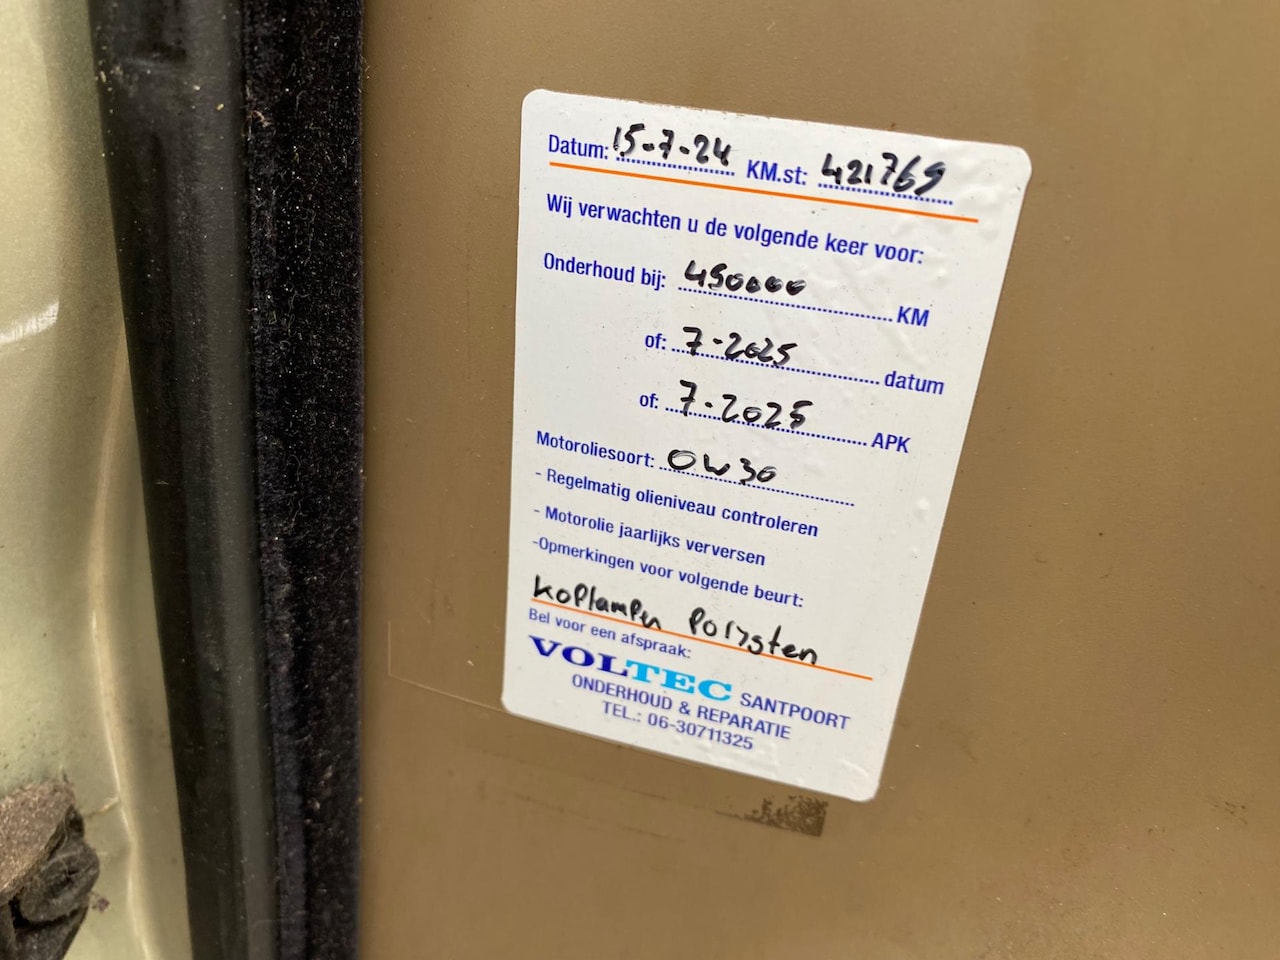 Datum: 15-7-24 KM.st: 421769
Wij verwachten u de volgende keer voor:
Onderhoud bij: 450000 KM
of: 7-2025 datum
of: 7-2025 APK
Motoroliesoort: 0W30
- Regelmatig olieniveau controleren
- Motorolie jaarlijks verversen
-Opmerkingen voor volgende beurt:
Koplampen Polijsten
Bel voor een afspraak:
VOLTEC SANTPOORT
ONDERHOUD & REPARATIE
TEL.: 06-30711325